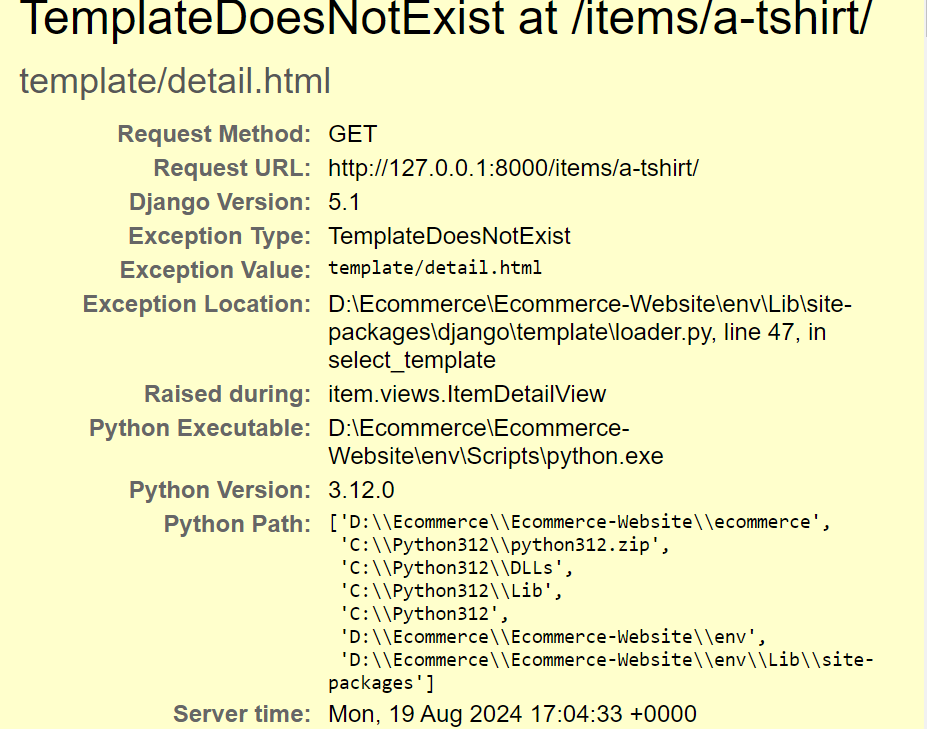 TemplateDoesNotExist at /items/a-tshirt/
template/detail.html
Request Method: GET
Request URL: http://127.0.0.1:8000/items/a-tshirt/
Django Version: 5.1
Exception Type: TemplateDoesNotExist
Exception Value: template/detail.html
Exception Location: D:\Ecommerce\Ecommerce-Website\env\Lib\site-
packages\django\template\loader.py, line 47, in
select_template
Raised during: item.views.ItemDetailView
Python Executable: D:\Ecommerce\Ecommerce-
Website\env\Scripts\python.exe
Python Version: 3.12.0
Python Path: ['D:\\Ecommerce\\Ecommerce-Website\\ecommerce',
'C:\\Python312\\python312.zip',
'C:\\Python312\\DLLs',
'C:\\Python312\\Lib',
'C:\\Python312',
'D:\\Ecommerce\\Ecommerce-Website\\env',
'D:\\Ecommerce\\Ecommerce-Website\\env\\Lib\\site-
packages']
Server time: Mon, 19 Aug 2024 17:04:33 +0000